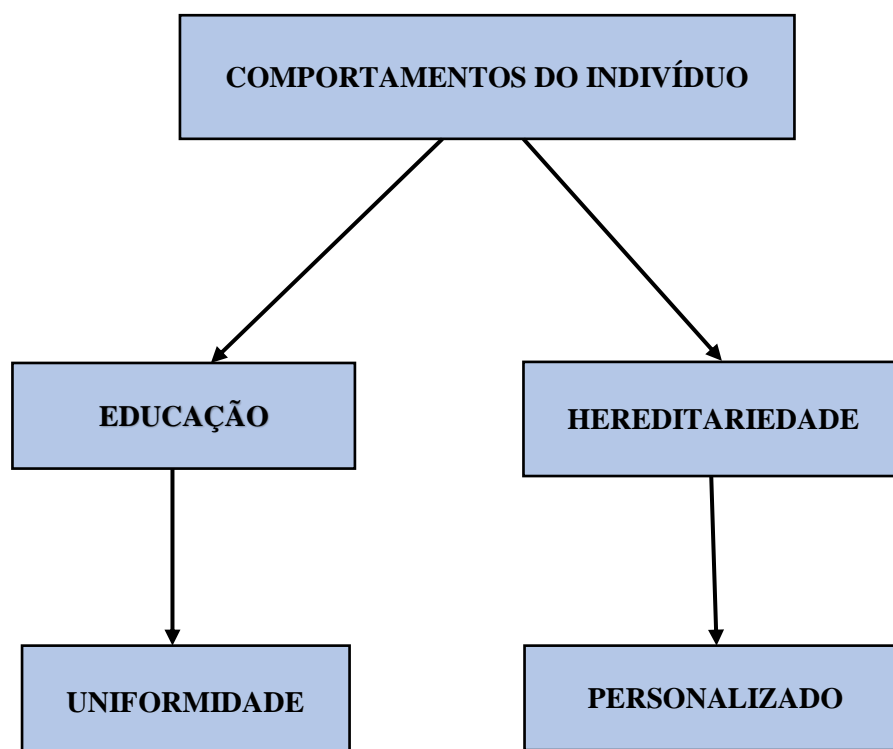 COMPORTAMENTOS DO INDIVÍDUO
EDUCAÇÃO
HEREDITARIEDADE
UNIFORMIDADE
PERSONALIZADO